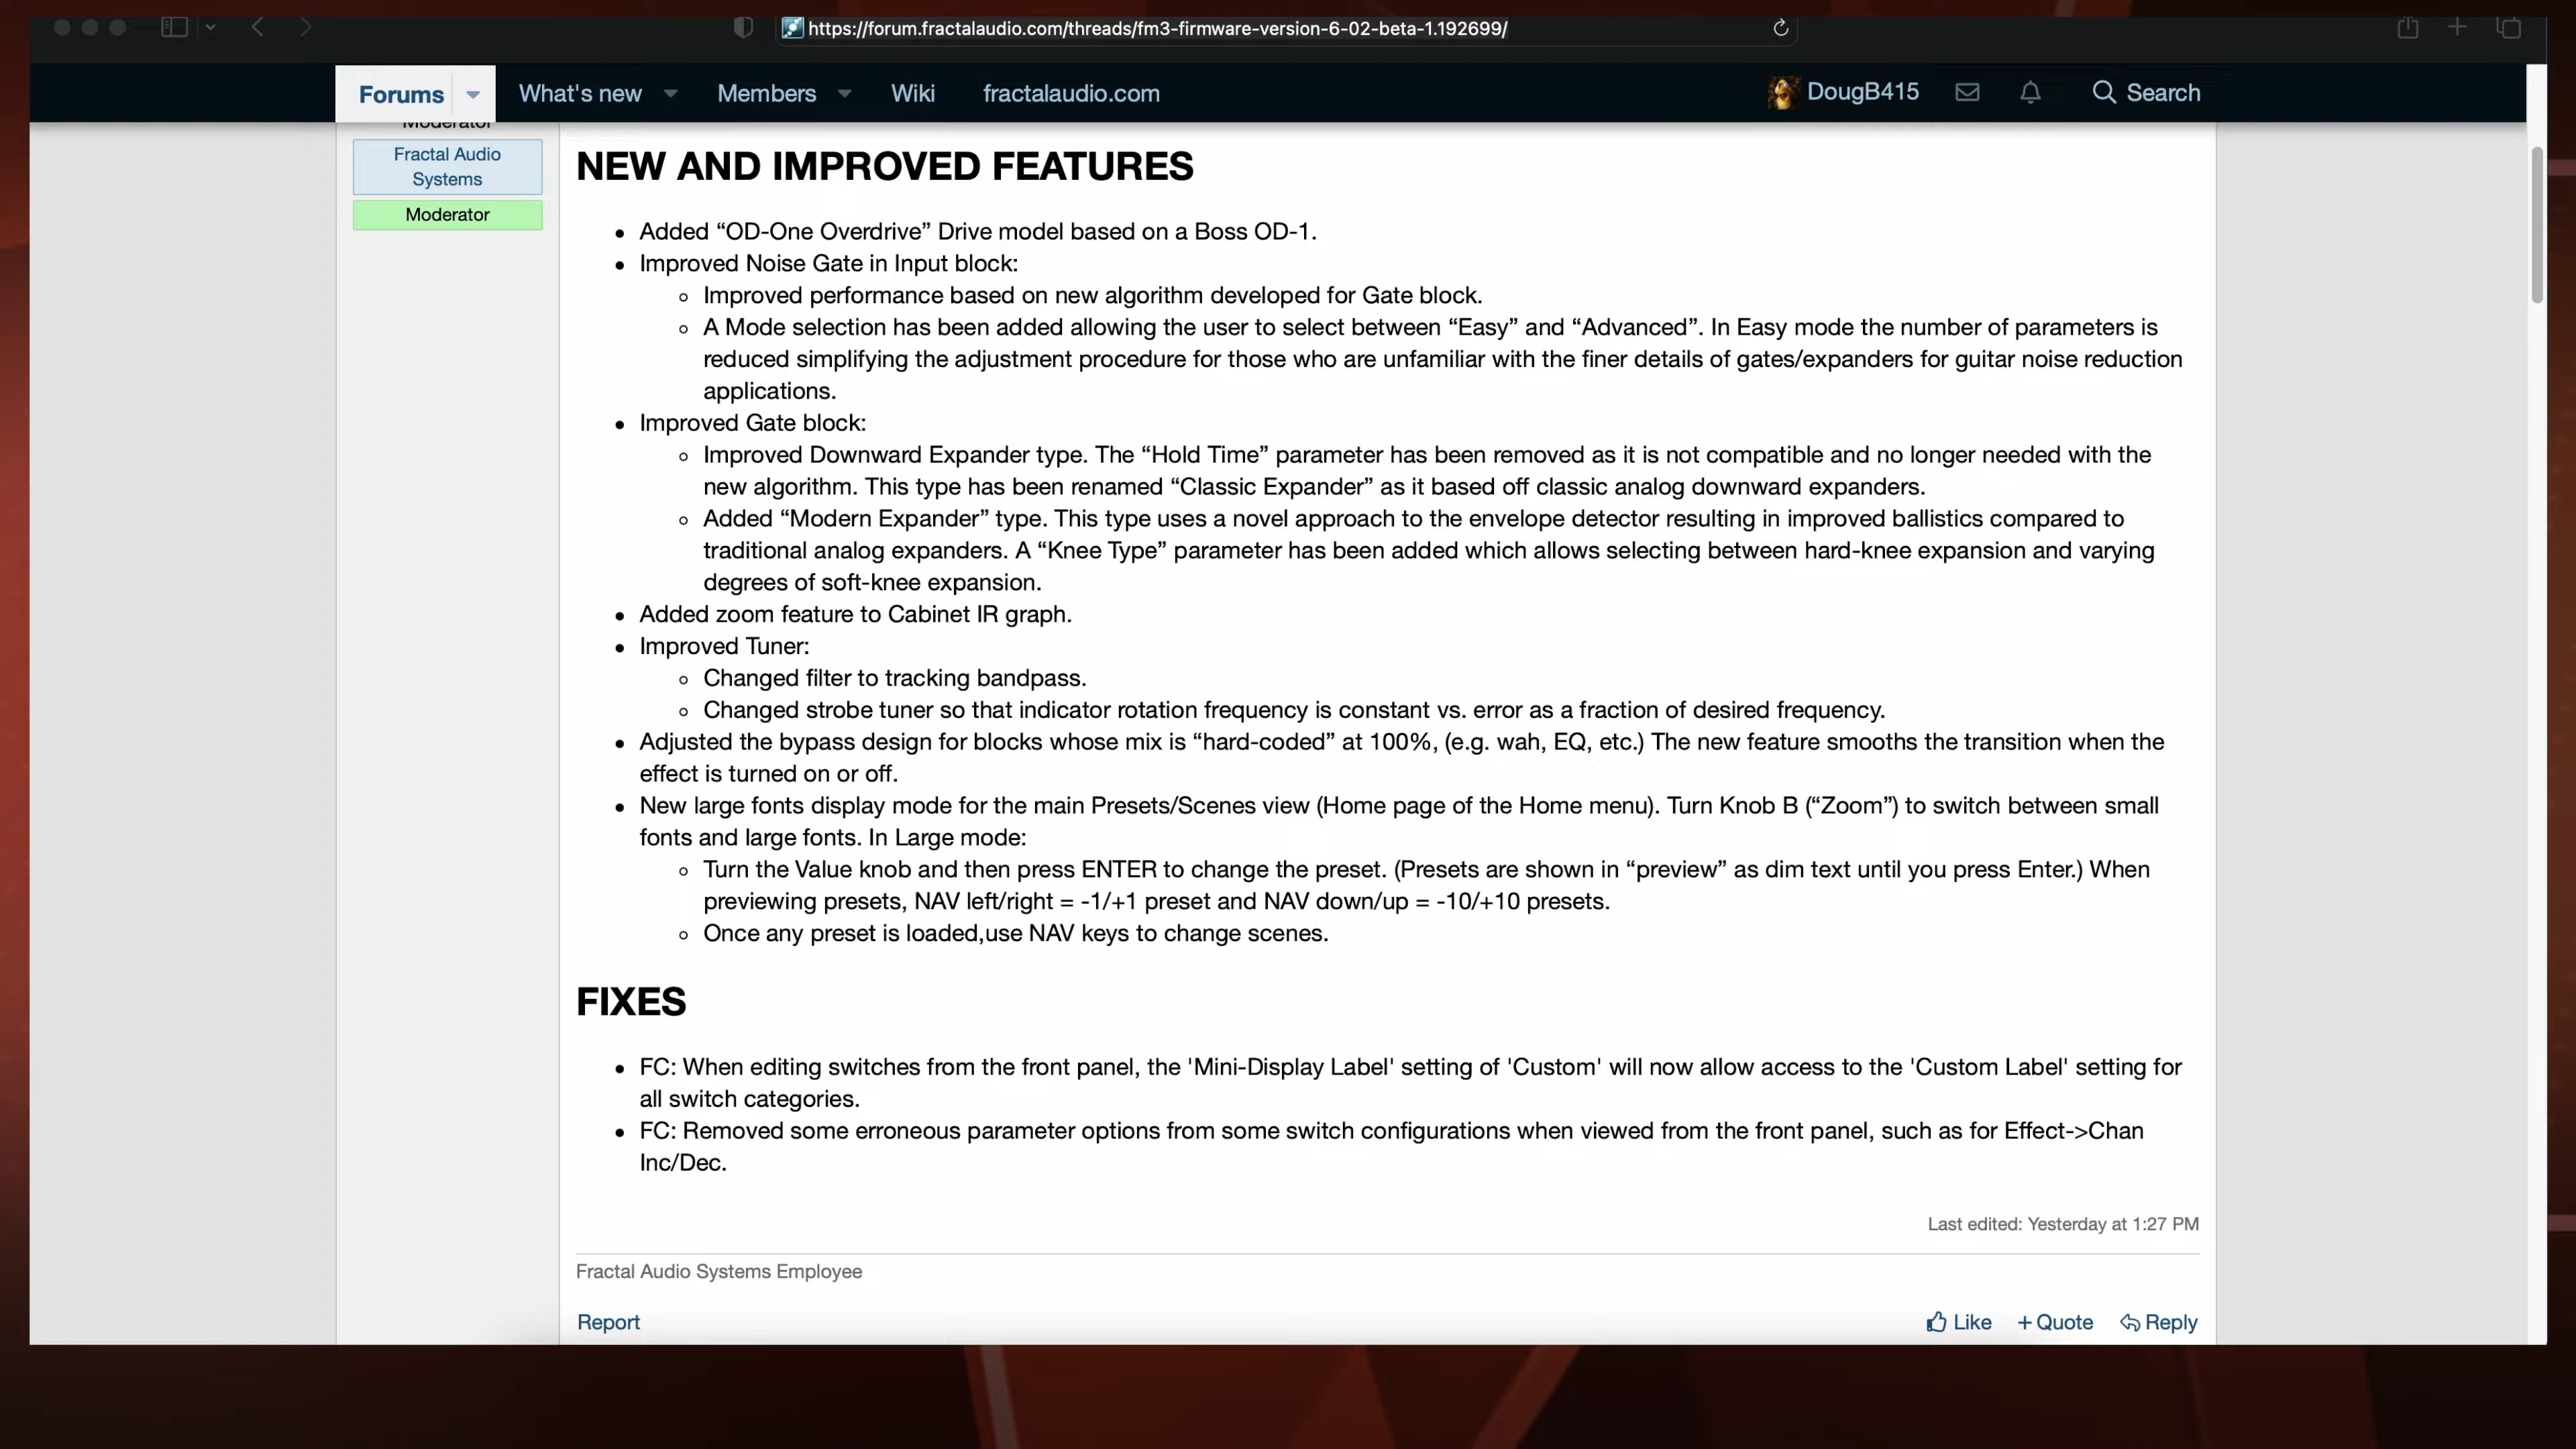 https://forum.fractalaudio.com/threads/fm3-firmware-version-6-02-beta-1.192699/
Forums What's new Members Wiki fractalaudio.com DougB415 Search
Moderator
Fractal Audio
Systems
Moderator
NEW AND IMPROVED FEATURES
• Added “OD-One Overdrive” Drive model based on a Boss OD-1.
• Improved Noise Gate in Input block:
◦ Improved performance based on new algorithm developed for Gate block.
◦ A Mode selection has been added allowing the user to select between “Easy” and “Advanced”. In Easy mode the number of parameters is
reduced simplifying the adjustment procedure for those who are unfamiliar with the finer details of gates/expanders for guitar noise reduction
applications.
• Improved Gate block:
◦ Improved Downward Expander type. The “Hold Time” parameter has been removed as it is not compatible and no longer needed with the
new algorithm. This type has been renamed “Classic Expander” as it based off classic analog downward expanders.
◦ Added “Modern Expander” type. This type uses a novel approach to the envelope detector resulting in improved ballistics compared to
traditional analog expanders. A “Knee Type” parameter has been added which allows selecting between hard-knee expansion and varying
degrees of soft-knee expansion.
• Added zoom feature to Cabinet IR graph.
• Improved Tuner:
◦ Changed filter to tracking bandpass.
◦ Changed strobe tuner so that indicator rotation frequency is constant vs. error as a fraction of desired frequency.
• Adjusted the bypass design for blocks whose mix is “hard-coded” at 100%, (e.g. wah, EQ, etc.) The new feature smooths the transition when the
effect is turned on or off.
• New large fonts display mode for the main Presets/Scenes view (Home page of the Home menu). Turn Knob B (“Zoom”) to switch between small
fonts and large fonts. In Large mode:
◦ Turn the Value knob and then press ENTER to change the preset. (Presets are shown in “preview” as dim text until you press Enter.) When
previewing presets, NAV left/right = -1/+1 preset and NAV down/up = -10/+10 presets.
◦ Once any preset is loaded,use NAV keys to change scenes.
FIXES
• FC: When editing switches from the front panel, the 'Mini-Display Label' setting of 'Custom' will now allow access to the 'Custom Label' setting for
all switch categories.
• FC: Removed some erroneous parameter options from some switch configurations when viewed from the front panel, such as for Effect->Chan
Inc/Dec.
Last edited: Yesterday at 1:27 PM
Fractal Audio Systems Employee
Report Like +Quote Reply